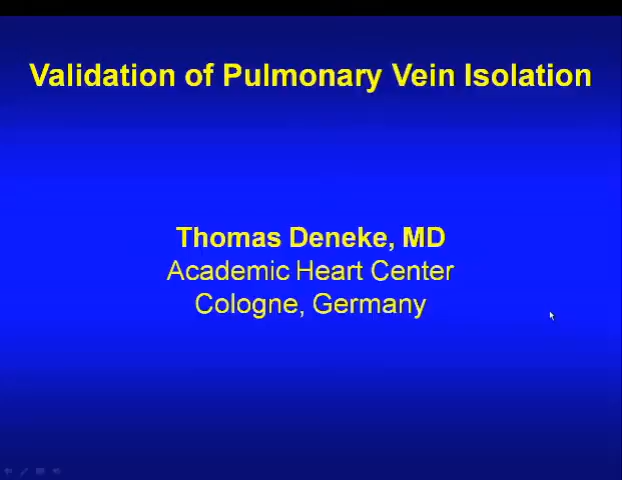 Validation of Pulmonary Vein Isolation
Thomas Deneke, MD
Academic Heart Center
Cologne, Germany